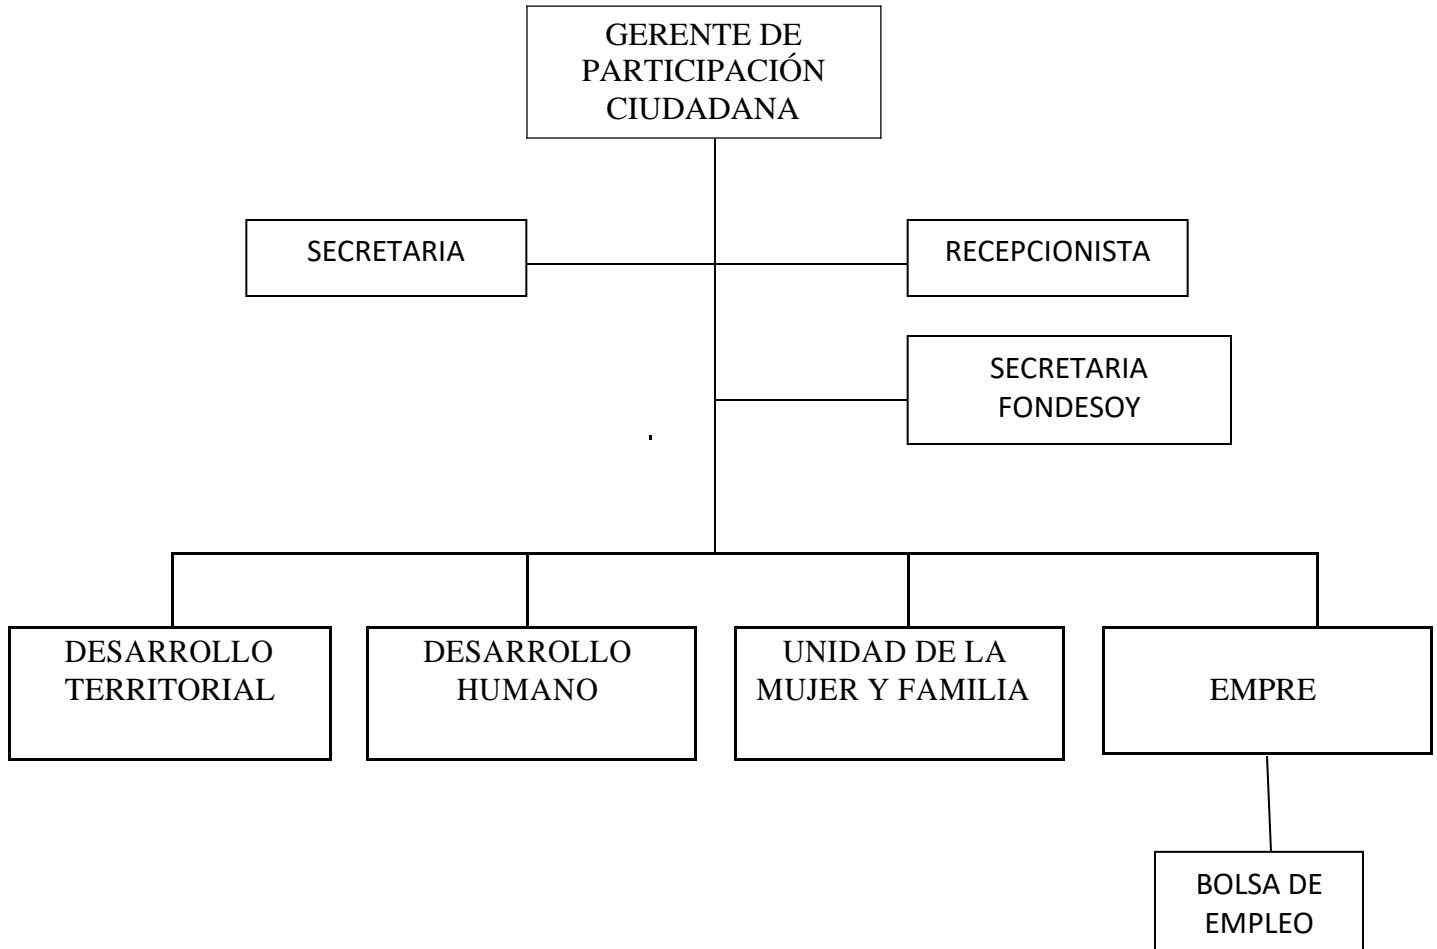 GERENTE DE
PARTICIPACIÓN
CIUDADANA
SECRETARIA
RECEPCIONISTA
SECRETARIA
FONDESOY
DESARROLLO
TERRITORIAL
DESARROLLO
HUMANO
UNIDAD DE LA
MUJER Y FAMILIA
EMPRE
BOLSA DE
EMPLEO